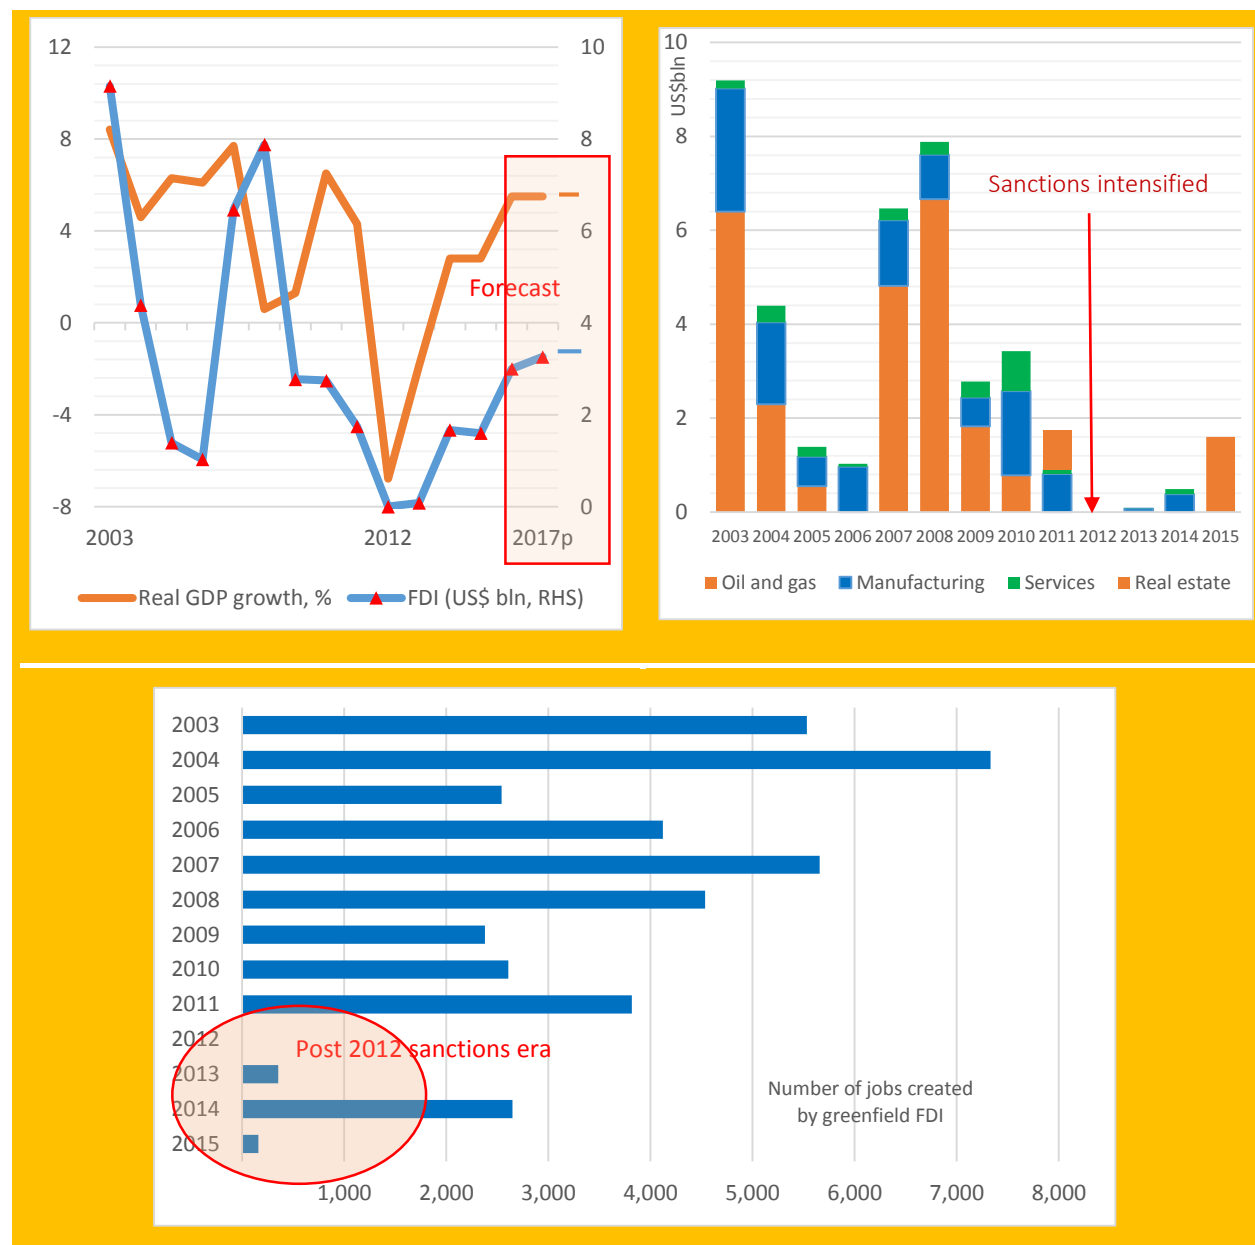 12
8
4
0
-4
-8
10
8
6
4
2
0
Forecast
2003 2012 2017p
Real GDP growth, % FDI (US$ bln, RHS)
US$bln
10
8
6
4
2
0
Sanctions intensified
2003 2004 2005 2006 2007 2008 2009 2010 2011 2012 2013 2014 2015
Oil and gas Manufacturing Services Real estate
2003
2004
2005
2006
2007
2008
2009
2010
2011
2012
2013
2014
2015
Post 2012 sanctions era
Number of jobs created
by greenfield FDI
1,000 2,000 3,000 4,000 5,000 6,000 7,000 8,000